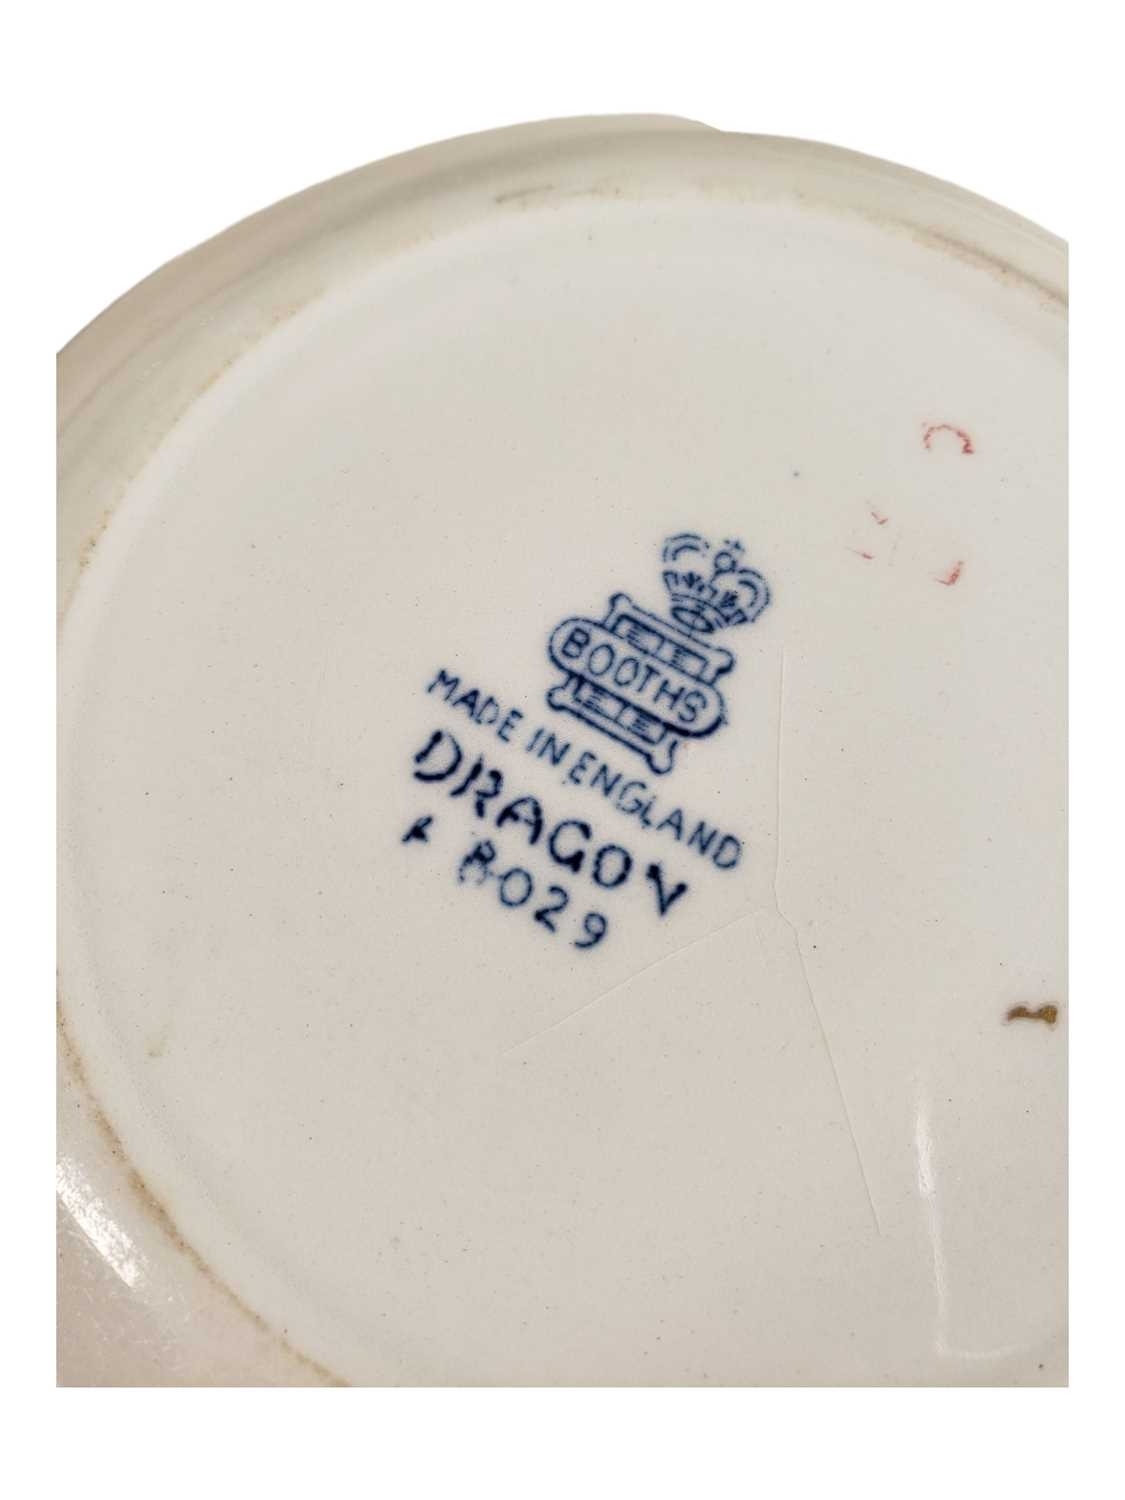 BOOTHS
MADE IN ENGLAND
DRAGON
A 8029